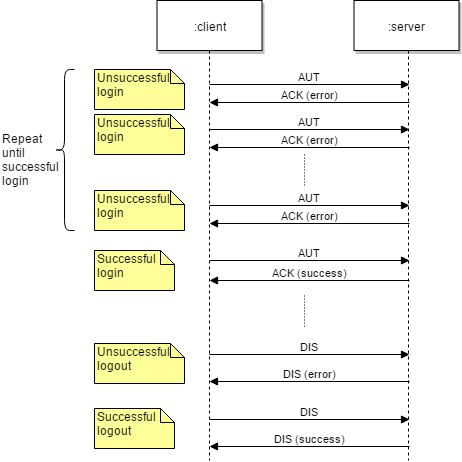 :client
:server
Unsuccessful
login
AUT
ACK (error)
Unsuccessful
login
AUT
ACK (error)
Repeat
until
successful
login
Unsuccessful
login
AUT
ACK (error)
Successful
login
AUT
ACK (success)
Unsuccessful
logout
DIS
DIS (error)
Successful
logout
DIS
DIS (success)